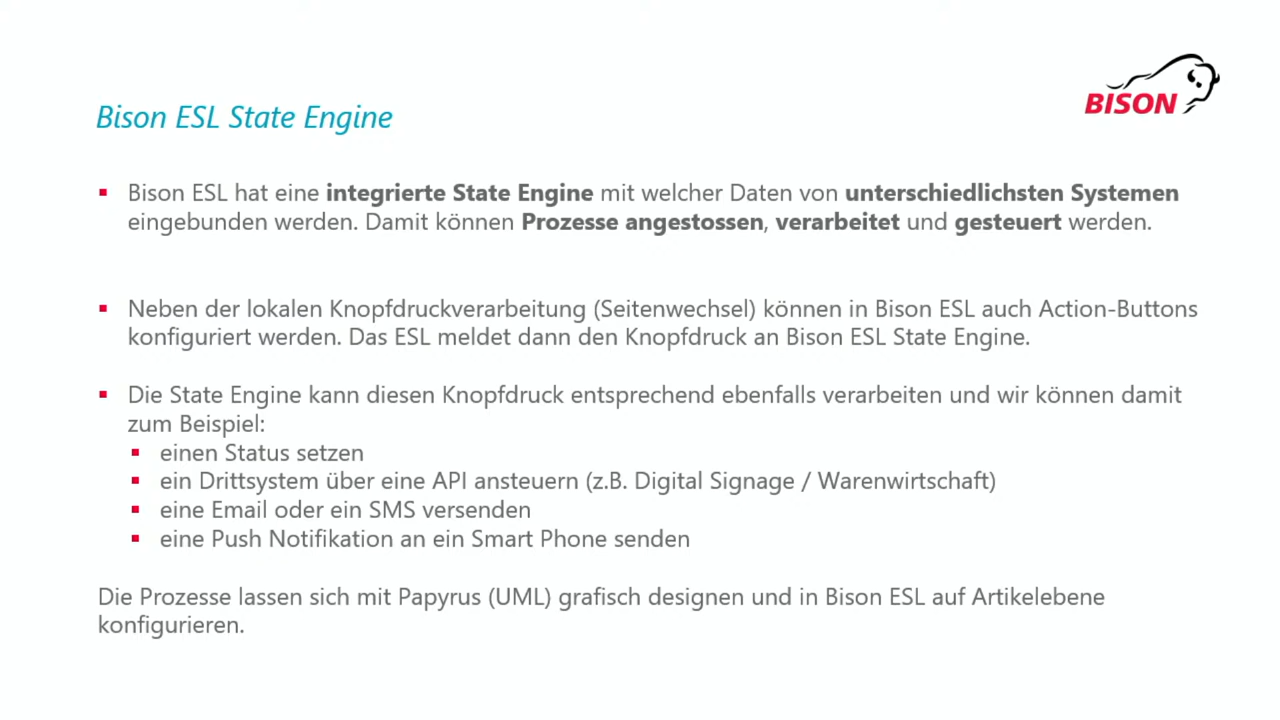 BISON
Bison ESL State Engine
Bison ESL hat eine integrierte State Engine mit welcher Daten von unterschiedlichsten Systemen
eingebunden werden. Damit können Prozesse angestossen, verarbeitet und gesteuert werden.
Neben der lokalen Knopfdruckverarbeitung (Seitenwechsel) können in Bison ESL auch Action-Buttons
konfiguriert werden. Das ESL meldet dann den Knopfdruck an Bison ESL State Engine.
Die State Engine kann diesen Knopfdruck entsprechend ebenfalls verarbeiten und wir können damit
zum Beispiel:
einen Status setzen
ein Drittsystem über eine API ansteuern (z.B. Digital Signage / Warenwirtschaft)
eine Email oder ein SMS versenden
eine Push Notifikation an ein Smart Phone senden
Die Prozesse lassen sich mit Papyrus (UML) grafisch designen und in Bison ESL auf Artikelebene
konfigurieren.